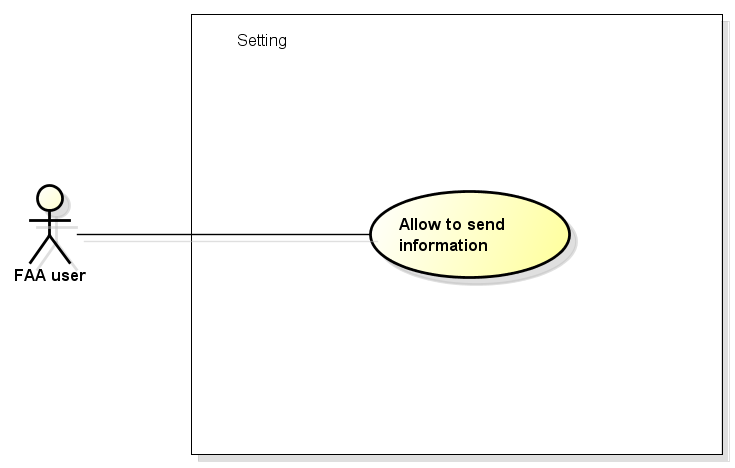 Setting
Allow to send
information
FAA user